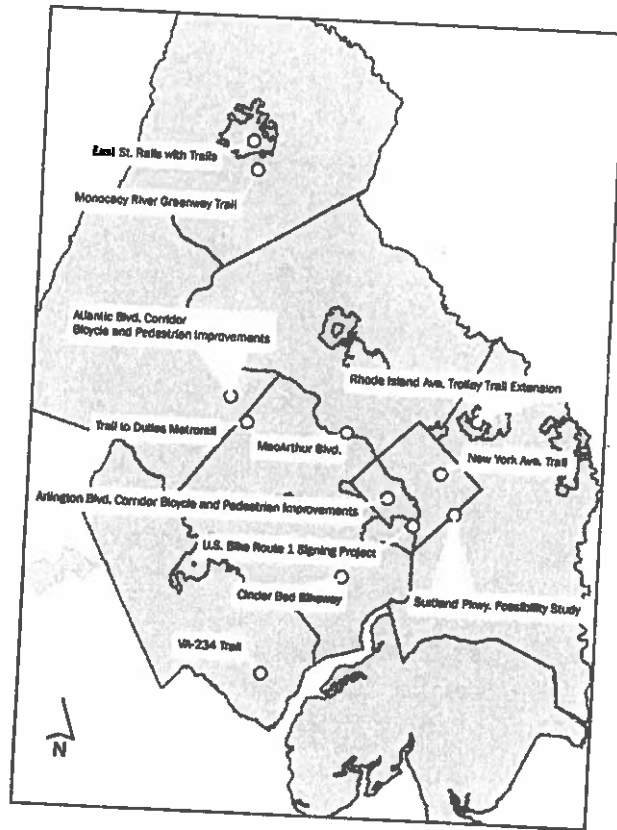 East St. Rails with Trails
Monocacy River Greenway Trail
Atlantic Blvd. Corridor
Bicycle and Pedestrian Improvements
Rhode Island Ave. Trolley Trail Extension
Trail to Dulles Metrorail
MacArthur Blvd.
New York Ave. Trail
Arlington Blvd. Corridor Bicycle and Pedestrian Improvements
U.S. Bike Route 1 Signing Project
Cinder Bed Bikeway
Suitland Pkwy. Feasibility Study
VA-234 Trail
N